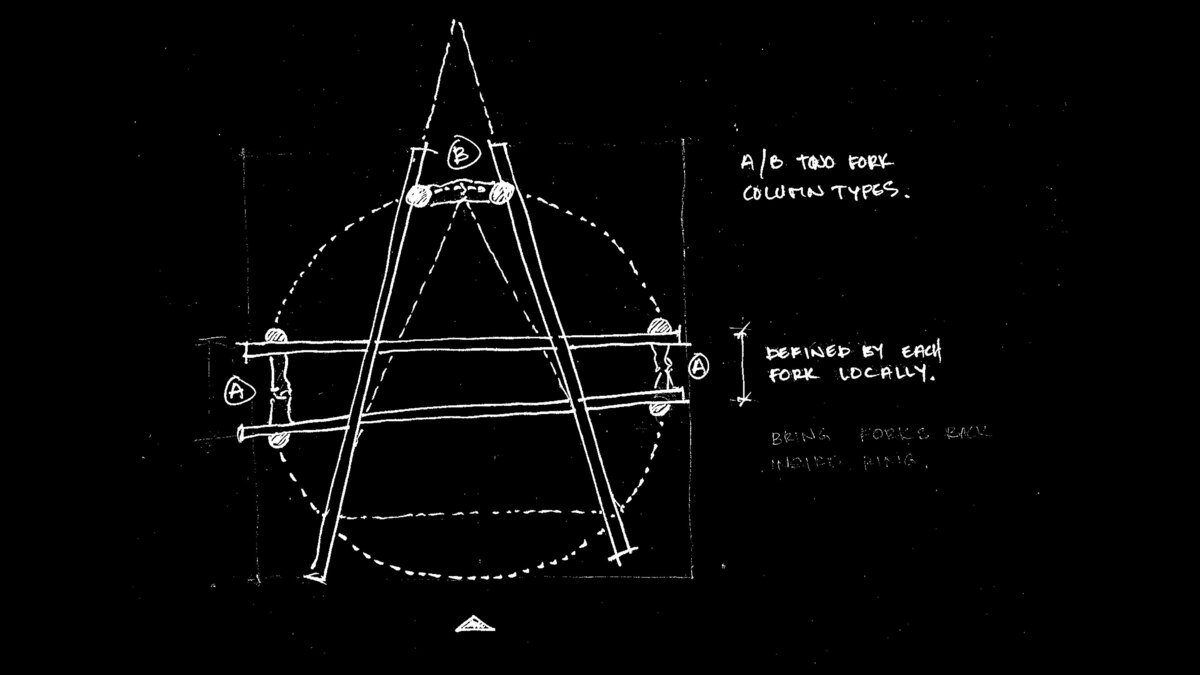 B
A/B TWO FORK
COLUMN TYPES.
A
A
DEFINED BY EACH
FORK LOCALLY.
BRING FORKS BACK
INSIDE RING.